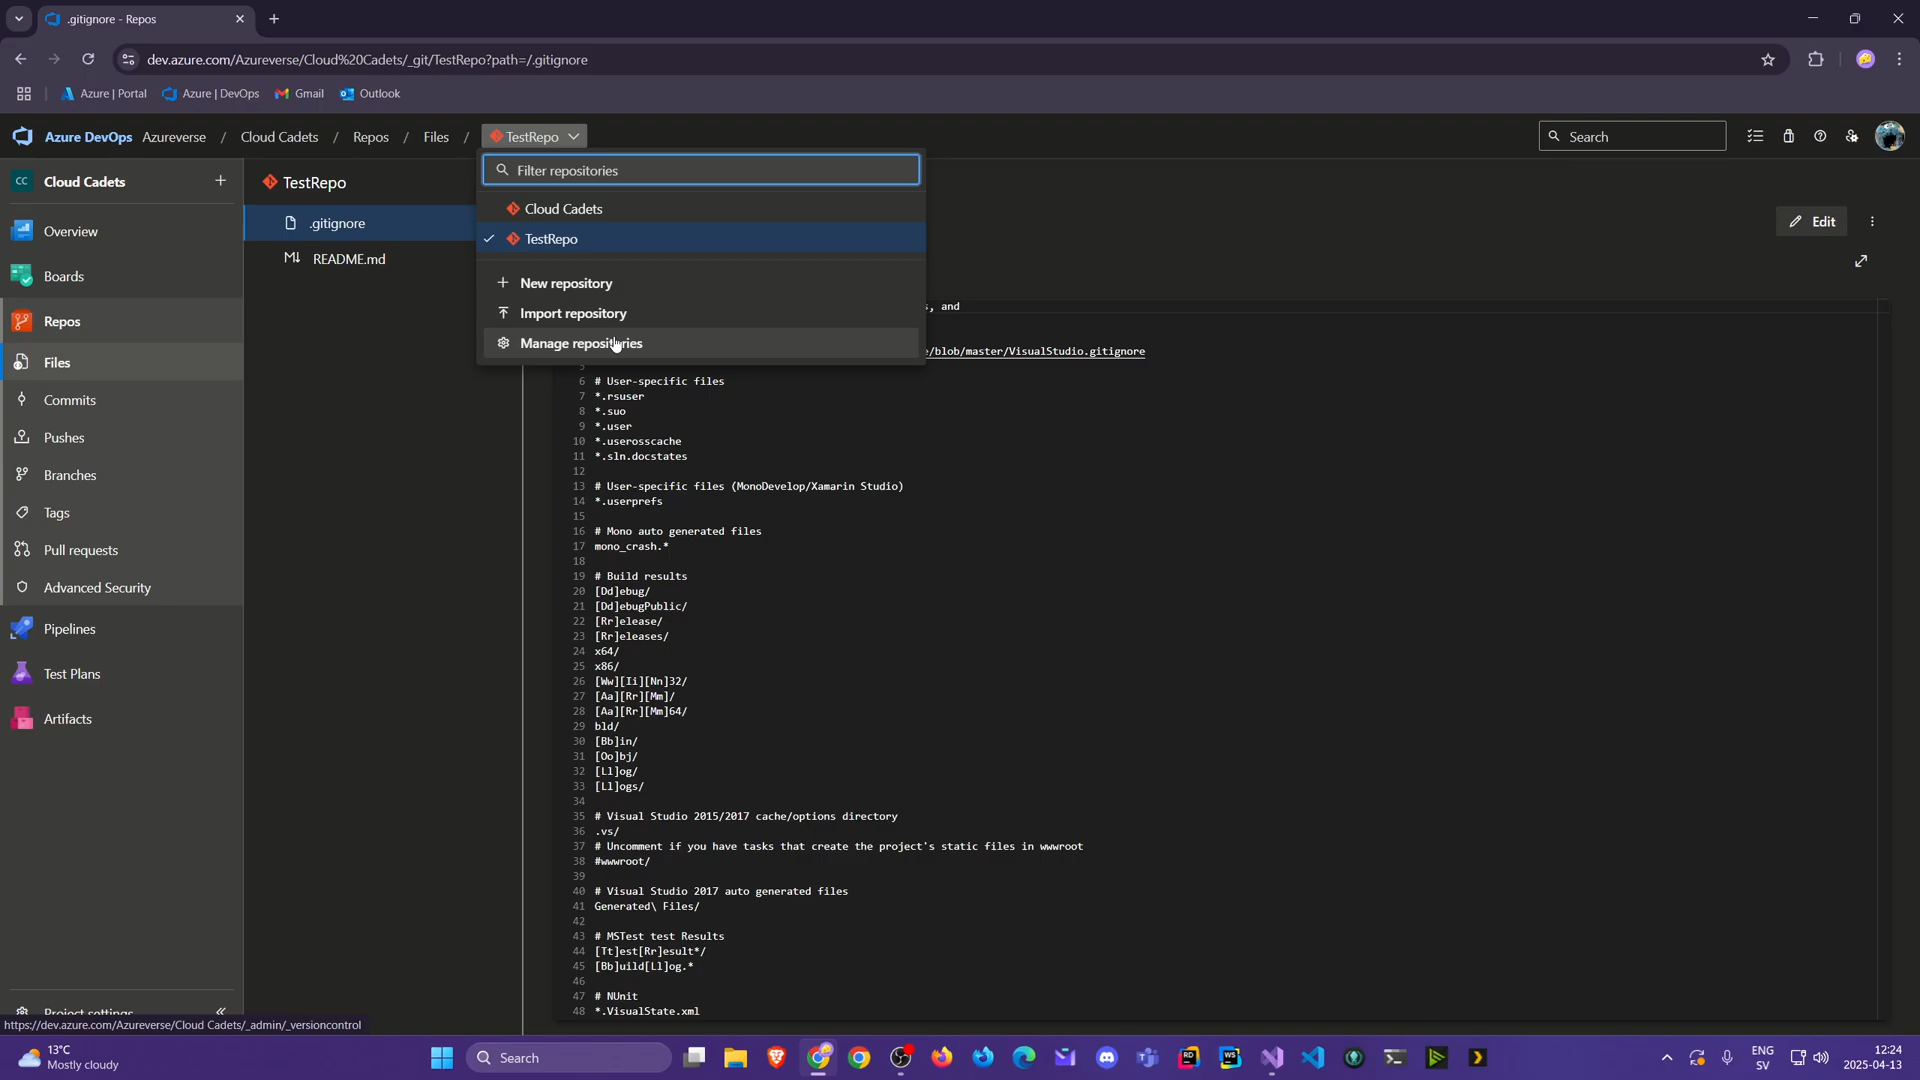 .gitignore - Repos
dev.azure.com/Azureverse/Cloud%20Cadets/_git/TestRepo?path=/.gitignore
Azure | Portal
Azure | DevOps
Gmail
Outlook
Azure DevOps Azureverse / Cloud Cadets / Repos / Files / TestRepo
Search
CC Cloud Cadets
Overview
Boards
Repos
Files
Commits
Pushes
Branches
Tags
Pull requests
Advanced Security
Pipelines
Test Plans
Artifacts
Project settings
https://dev.azure.com/Azureverse/Cloud Cadets/_admin/_versioncontrol
TestRepo
.gitignore
M↓ README.md
Filter repositories
Cloud Cadets
TestRepo
New repository
Import repository
Manage repositories
Edit
s, and
e/blob/master/VisualStudio.gitignore
5
6 # User-specific files
7 *.rsuser
8 *.suo
9 *.user
10 *.userosscache
11 *.sln.docstates
12
13 # User-specific files (MonoDevelop/Xamarin Studio)
14 *.userprefs
15
16 # Mono auto generated files
17 mono_crash.*
18
19 # Build results
20 [Dd]ebug/
21 [Dd]ebugPublic/
22 [Rr]elease/
23 [Rr]eleases/
24 x64/
25 x86/
26 [Ww][Ii][Nn]32/
27 [Aa][Rr][Mm]/
28 [Aa][Rr][Mm]64/
29 bld/
30 [Bb]in/
31 [Oo]bj/
32 [Ll]og/
33 [Ll]ogs/
34
35 # Visual Studio 2015/2017 cache/options directory
36 .vs/
37 # Uncomment if you have tasks that create the project's static files in wwwroot
38 #wwwroot/
39
40 # Visual Studio 2017 auto generated files
41 Generated\ Files/
42
43 # MSTest test Results
44 [Tt]est[Rr]esult*/
45 [Bb]uild[Ll]og.*
46
47 # NUnit
48 *.VisualState.xml
13°C
Mostly cloudy
Search
RD
WS
ENG
SV
12:24
2025-04-13